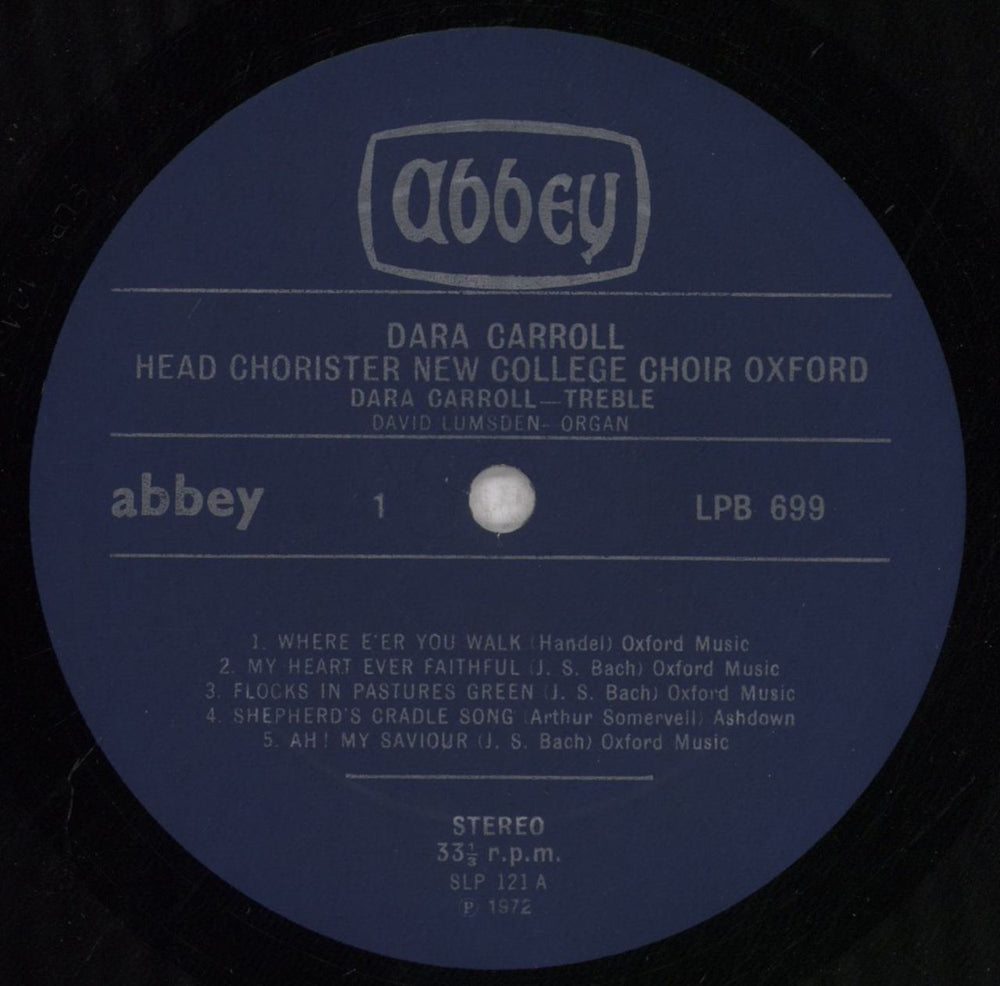 abbey
DARA CARROLL
HEAD CHORISTER NEW COLLEGE CHOIR OXFORD
DARA CARROLL—TREBLE
DAVID LUMSDEN- ORGAN
abbey 1 LPB 699
1. WHERE E'ER YOU WALK (Handel) Oxford Music
2. MY HEART EVER FAITHFUL (J. S. Bach) Oxford Music
3. FLOCKS IN PASTURES GREEN (J. S. Bach) Oxford Music
4. SHEPHERD'S CRADLE SONG (Arthur Somervell) Ashdown
5. AH! MY SAVIOUR (J. S. Bach) Oxford Music
STEREO
33⅓ r.p.m.
SLP 121 A
℗ 1972